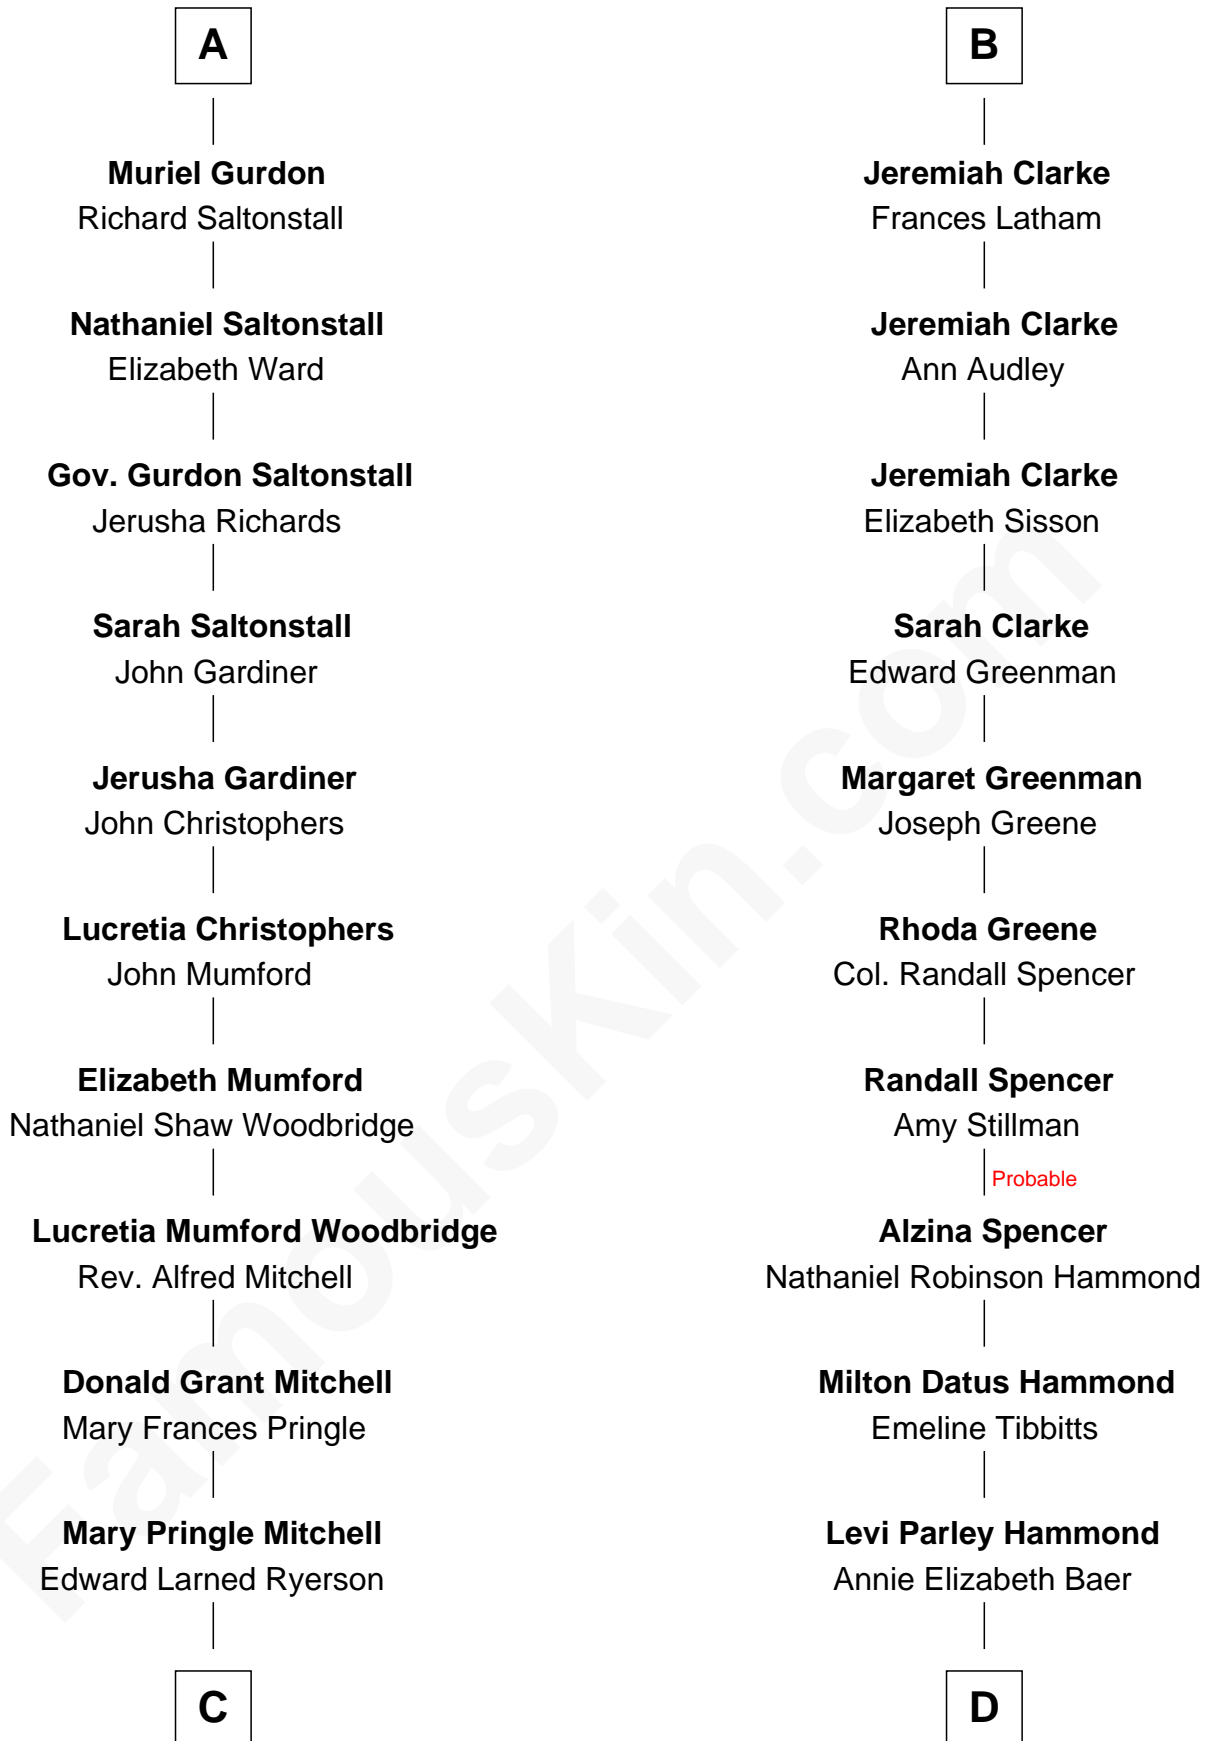 A
Muriel Gurdon
Richard Saltonstall
Nathaniel Saltonstall
Elizabeth Ward
Gov. Gurdon Saltonstall
Jerusha Richards
Sarah Saltonstall
John Gardiner
Jerusha Gardiner
John Christophers
Lucretia Christophers
John Mumford
Elizabeth Mumford
Nathaniel Shaw Woodbridge
Lucretia Mumford Woodbridge
Rev. Alfred Mitchell
Donald Grant Mitchell
Mary Frances Pringle
Mary Pringle Mitchell
Edward Larned Ryerson
C
B
Jeremiah Clarke
Frances Latham
Jeremiah Clarke
Ann Audley
Jeremiah Clarke
Elizabeth Sisson
Sarah Clarke
Edward Greenman
Margaret Greenman
Joseph Greene
Rhoda Greene
Col. Randall Spencer
Randall Spencer
Amy Stillman
Probable
Alzina Spencer
Nathaniel Robinson Hammond
Milton Datus Hammond
Emeline Tibbitts
Levi Parley Hammond
Annie Elizabeth Baer
D
FamousKin.com